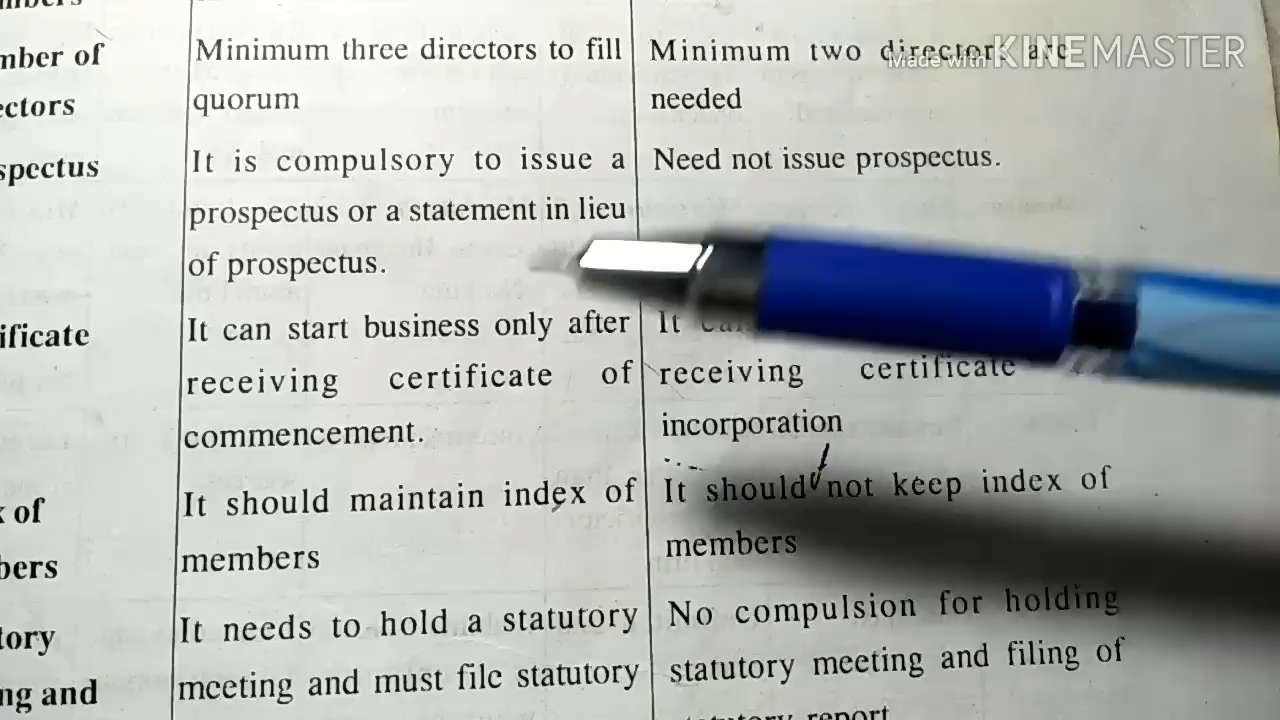 mber of
ectors
Minimum three directors to fill
quorum
Minimum two directors are
needed
Made with KINEMASTER
spectus
It is compulsory to issue a
prospectus or a statement in lieu
of prospectus.
Need not issue prospectus.
ificate
It can start business only after
receiving certificate of
commencement.
It
receiving certificate
incorporation
x of
bers
It should maintain index of
members
It should not keep index of
members
tory
ng and
It needs to hold a statutory
meeting and must file statutory
No compulsion for holding
statutory meeting and filing of
report